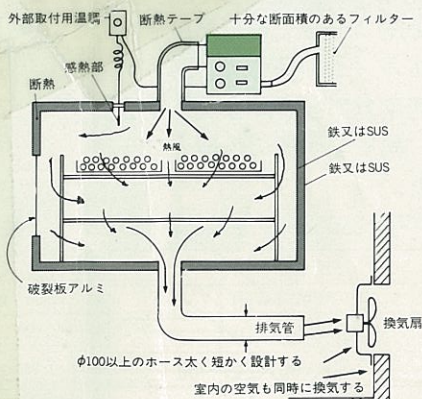 外部取付用温調
断熱テープ
十分な断面積のあるフィルター
感熱部
断熱
熱風
鉄又はSUS
鉄又はSUS
破裂板アルミ
排気管
換気扇
φ100以上のホース太く短かく設計する
室内の空気も同時に換気する